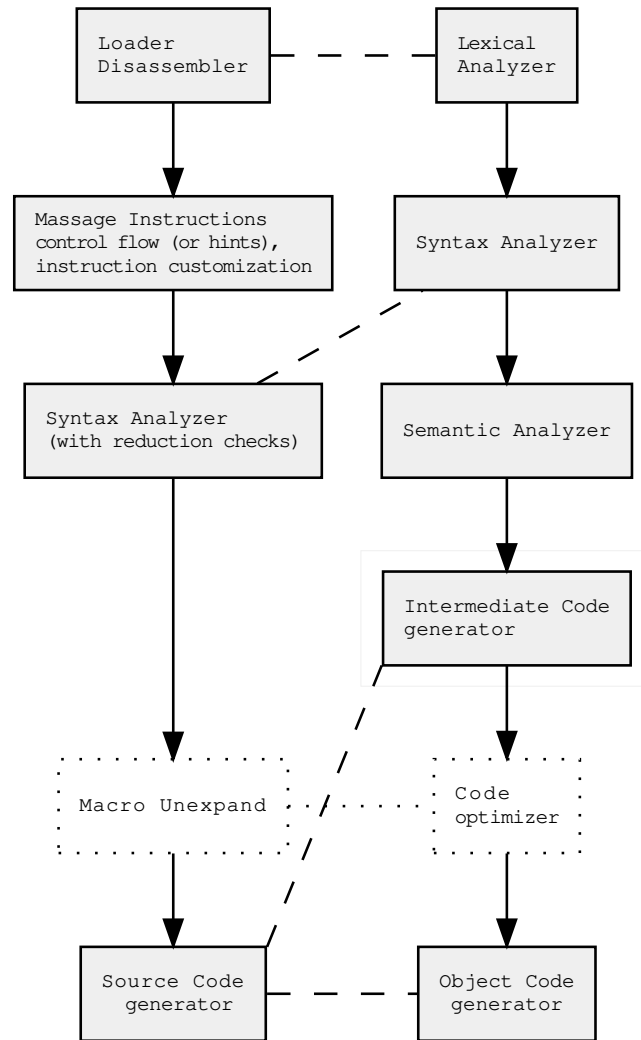 Loader
Disassembler
Lexical
Analyzer
Massage Instructions
control flow (or hints),
instruction customization
Syntax Analyzer
Syntax Analyzer
(with reduction checks)
Semantic Analyzer
Intermediate Code
generator
Macro Unexpand
Code
optimizer
Source Code
generator
Object Code
generator